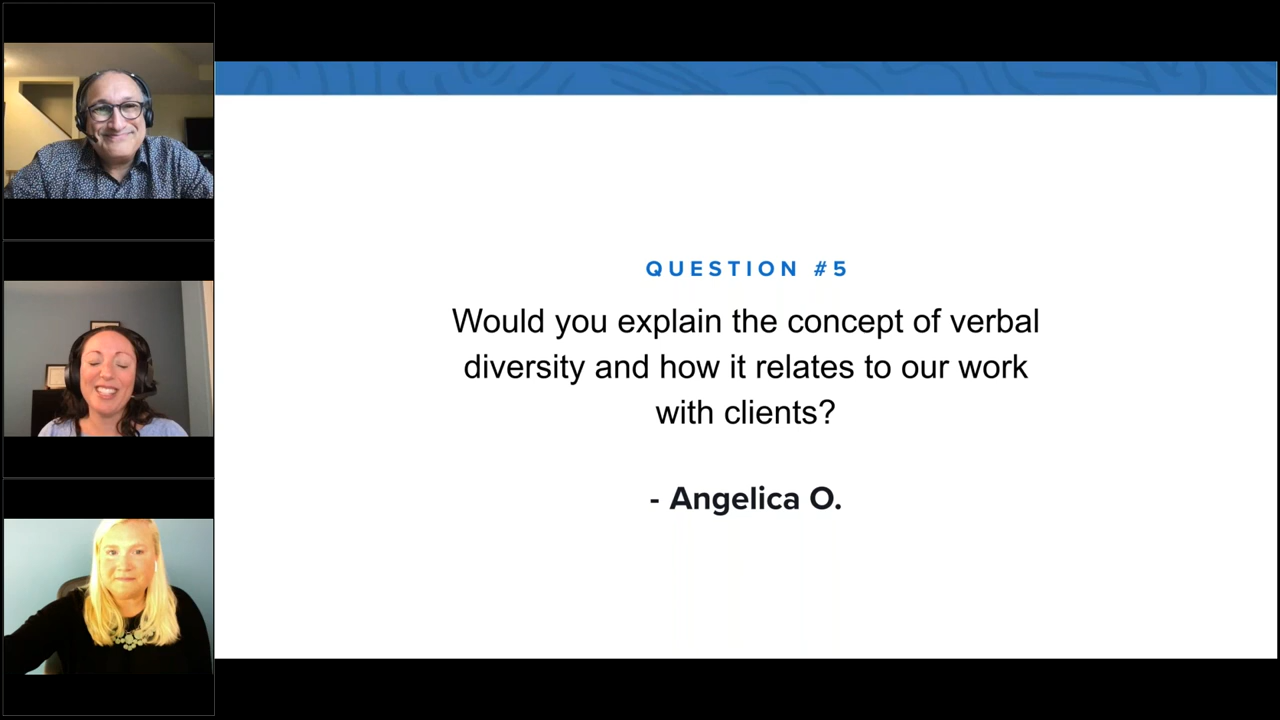 QUESTION #5
Would you explain the concept of verbal
diversity and how it relates to our work
with clients?
- Angelica O.